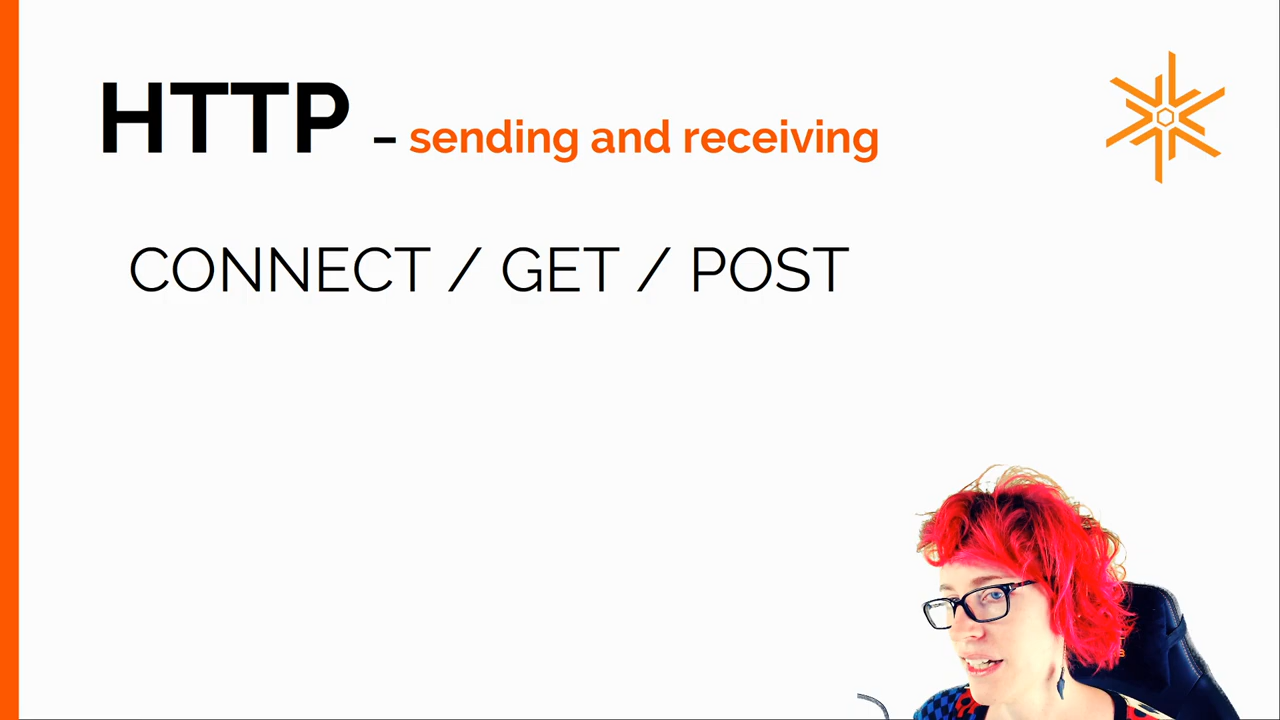 HTTP – sending and receiving
CONNECT / GET / POST